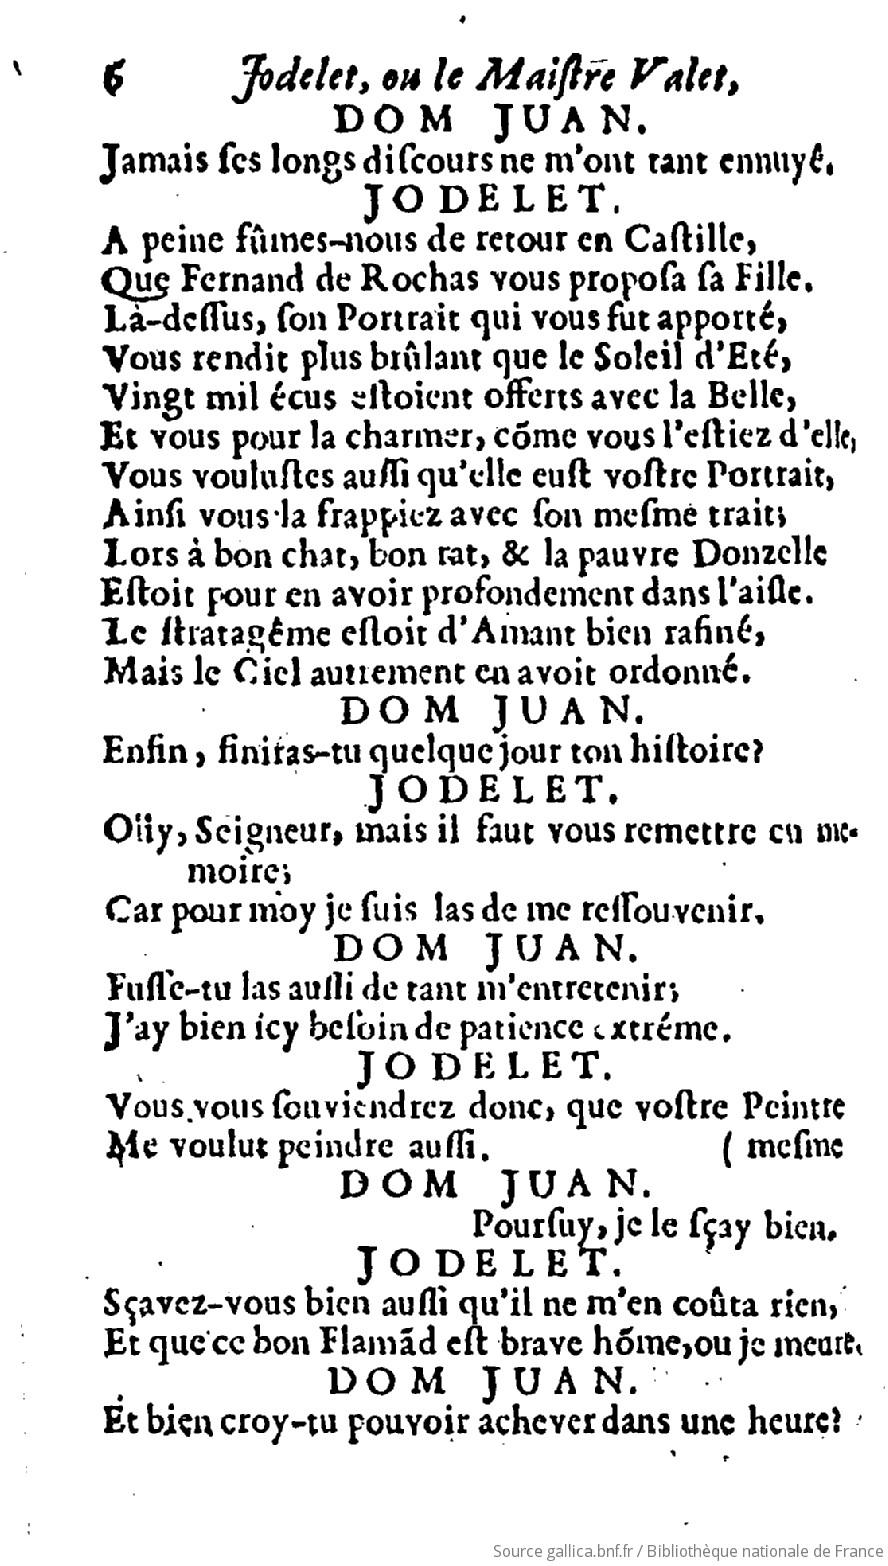 6 Jodelet, ou le Maiſtre Valet,
DOM JUAN.
Jamais ſes longs diſcours ne m'ont tant ennuyé.
JODELET.
A peine fûmes-nous de retour en Caſtille,
Que Fernand de Rochas vous propoſa ſa Fille.
Là-deſſus, ſon Portrait qui vous fut apporté,
Vous rendit plus brûlant que le Soleil d'Eté,
Vingt mil écus eſtoient offerts avec la Belle,
Et vous pour la charmer, cõme vous l'eſtiez d'elle,
Vous vouluſtes auſſi qu'elle euſt voſtre Portrait,
Ainſi vous la frappiez avec ſon meſme trait;
Lors à bon chat, bon rat, & la pauvre Donzelle
Eſtoit pour en avoir profondement dans l'aiſle.
Le ſtratagême eſtoit d'Amant bien rafiné,
Mais le Ciel autrement en avoit ordonné.
DOM JUAN.
Enfin, finiras-tu quelque jour ton hiſtoire?
JODELET.
Oüy, Seigneur, mais il faut vous remettre en me-
moire;
Car pour moy je ſuis las de me reſſouvenir.
DOM JUAN.
Fuſſe-tu las auſſi de tant m'entretenir;
J'ay bien icy beſoin de patience extréme.
JODELET.
Vous vous ſouviendrez donc, que voſtre Peintre
Me voulut peindre auſſi. ( meſme
DOM JUAN.
Pourſuy, je le ſçay bien.
JODELET.
Sçavez-vous bien auſſi qu'il ne m'en coûta rien,
Et que ce bon Flamãd eſt brave hõme, ou je meure.
DOM JUAN.
Et bien croy-tu pouvoir achever dans une heure?
Source gallica.bnf.fr / Bibliothèque nationale de France